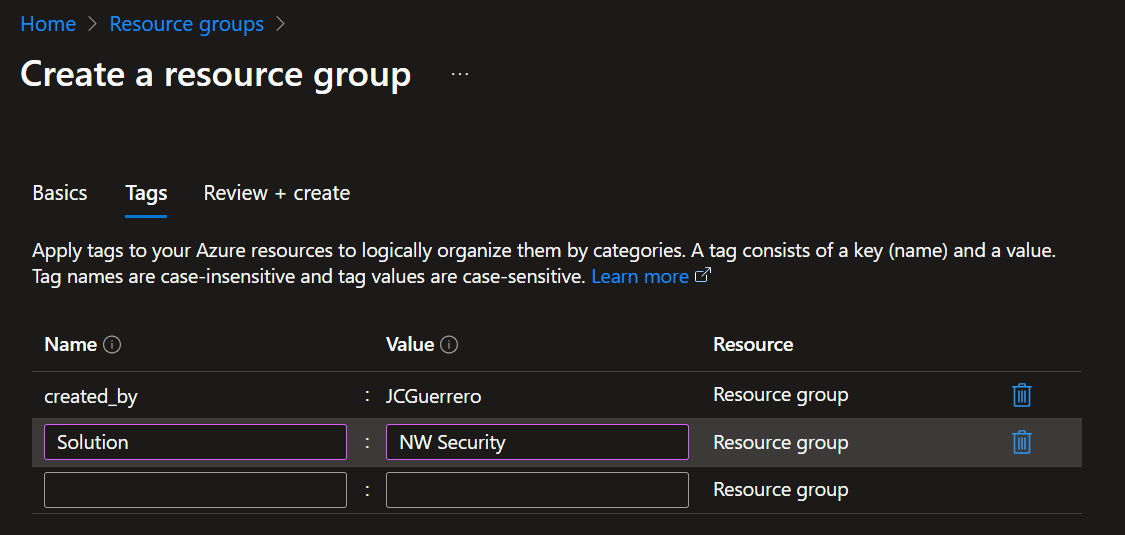 Home > Resource groups >
Create a resource group ...
Basics Tags Review + create
Apply tags to your Azure resources to logically organize them by categories. A tag consists of a key (name) and a value.
Tag names are case-insensitive and tag values are case-sensitive. Learn more
Name Value Resource
created_by : JCGuerrero Resource group
Solution : NW Security Resource group
: Resource group